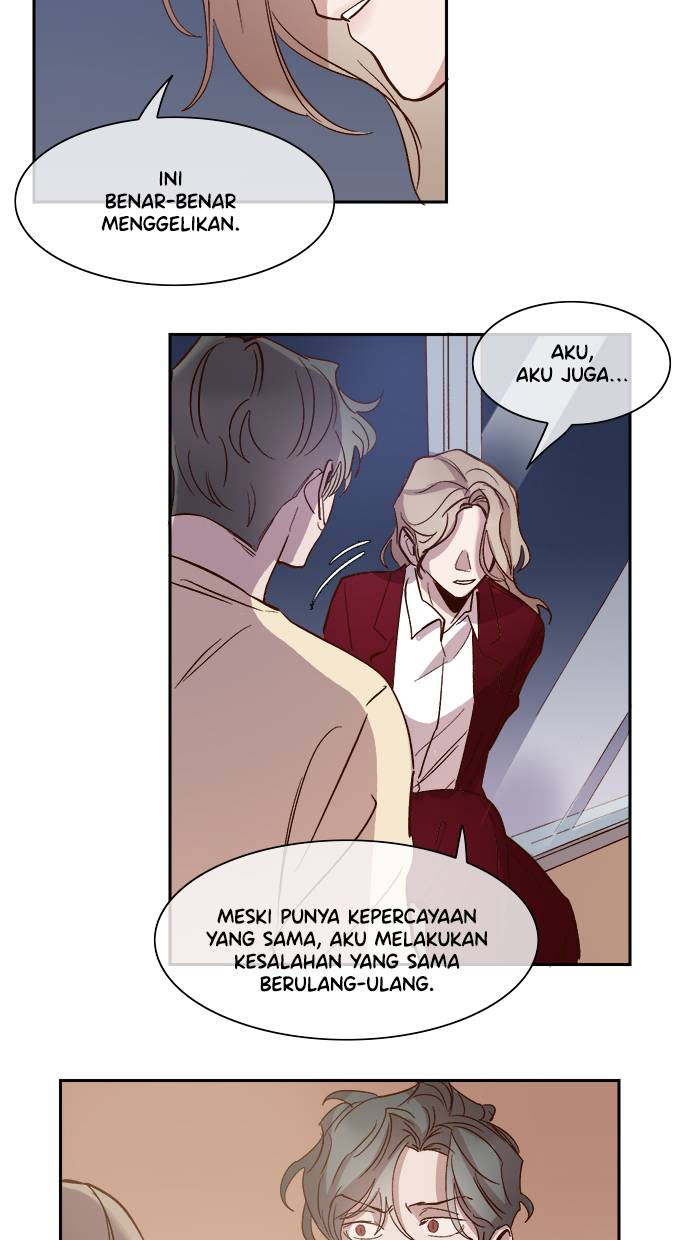 INI
BENAR-BENAR
MENGGELIKAN.
AKU,
AKU JUGA...
MESKI PUNYA KEPERCAYAAN
YANG SAMA, AKU MELAKUKAN
KESALAHAN YANG SAMA
BERULANG-ULANG.